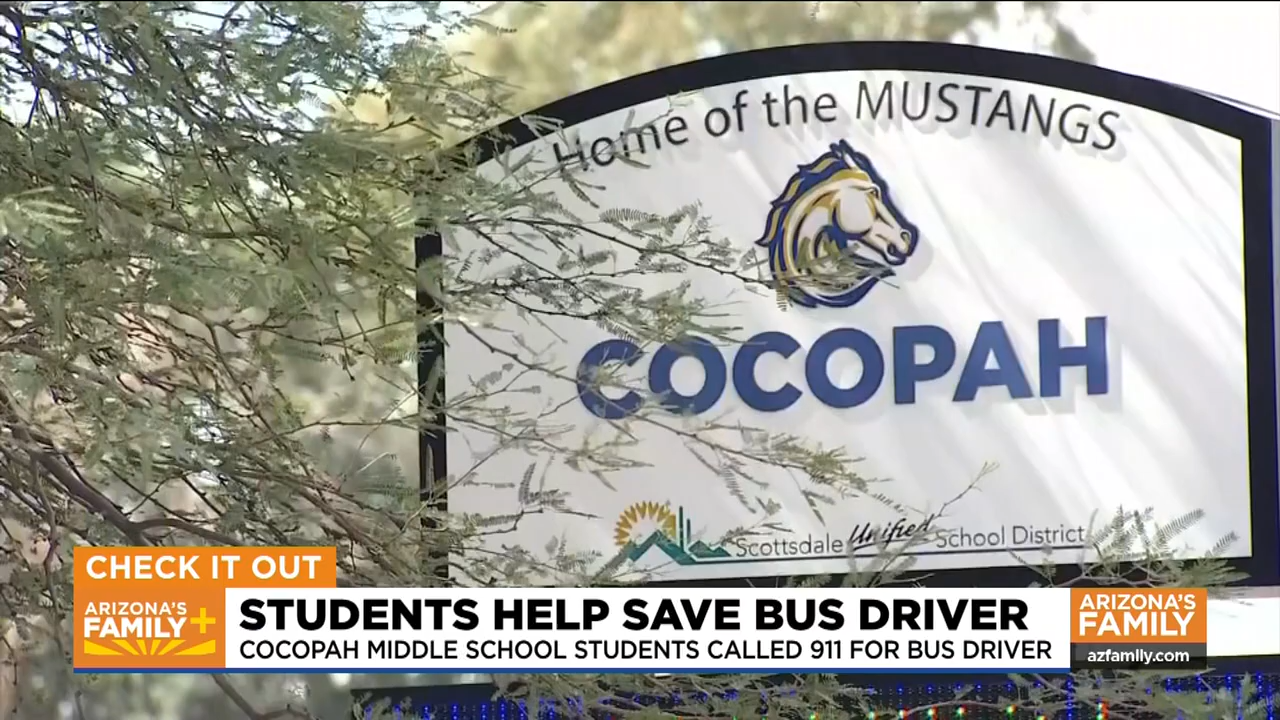 Home of the MUSTANGS
COCOPAH
Scottsdale Unified School District
CHECK IT OUT
ARIZONA'S
FAMILY+
STUDENTS HELP SAVE BUS DRIVER
COCOPAH MIDDLE SCHOOL STUDENTS CALLED 911 FOR BUS DRIVER
ARIZONA'S
FAMILY
azfamily.com